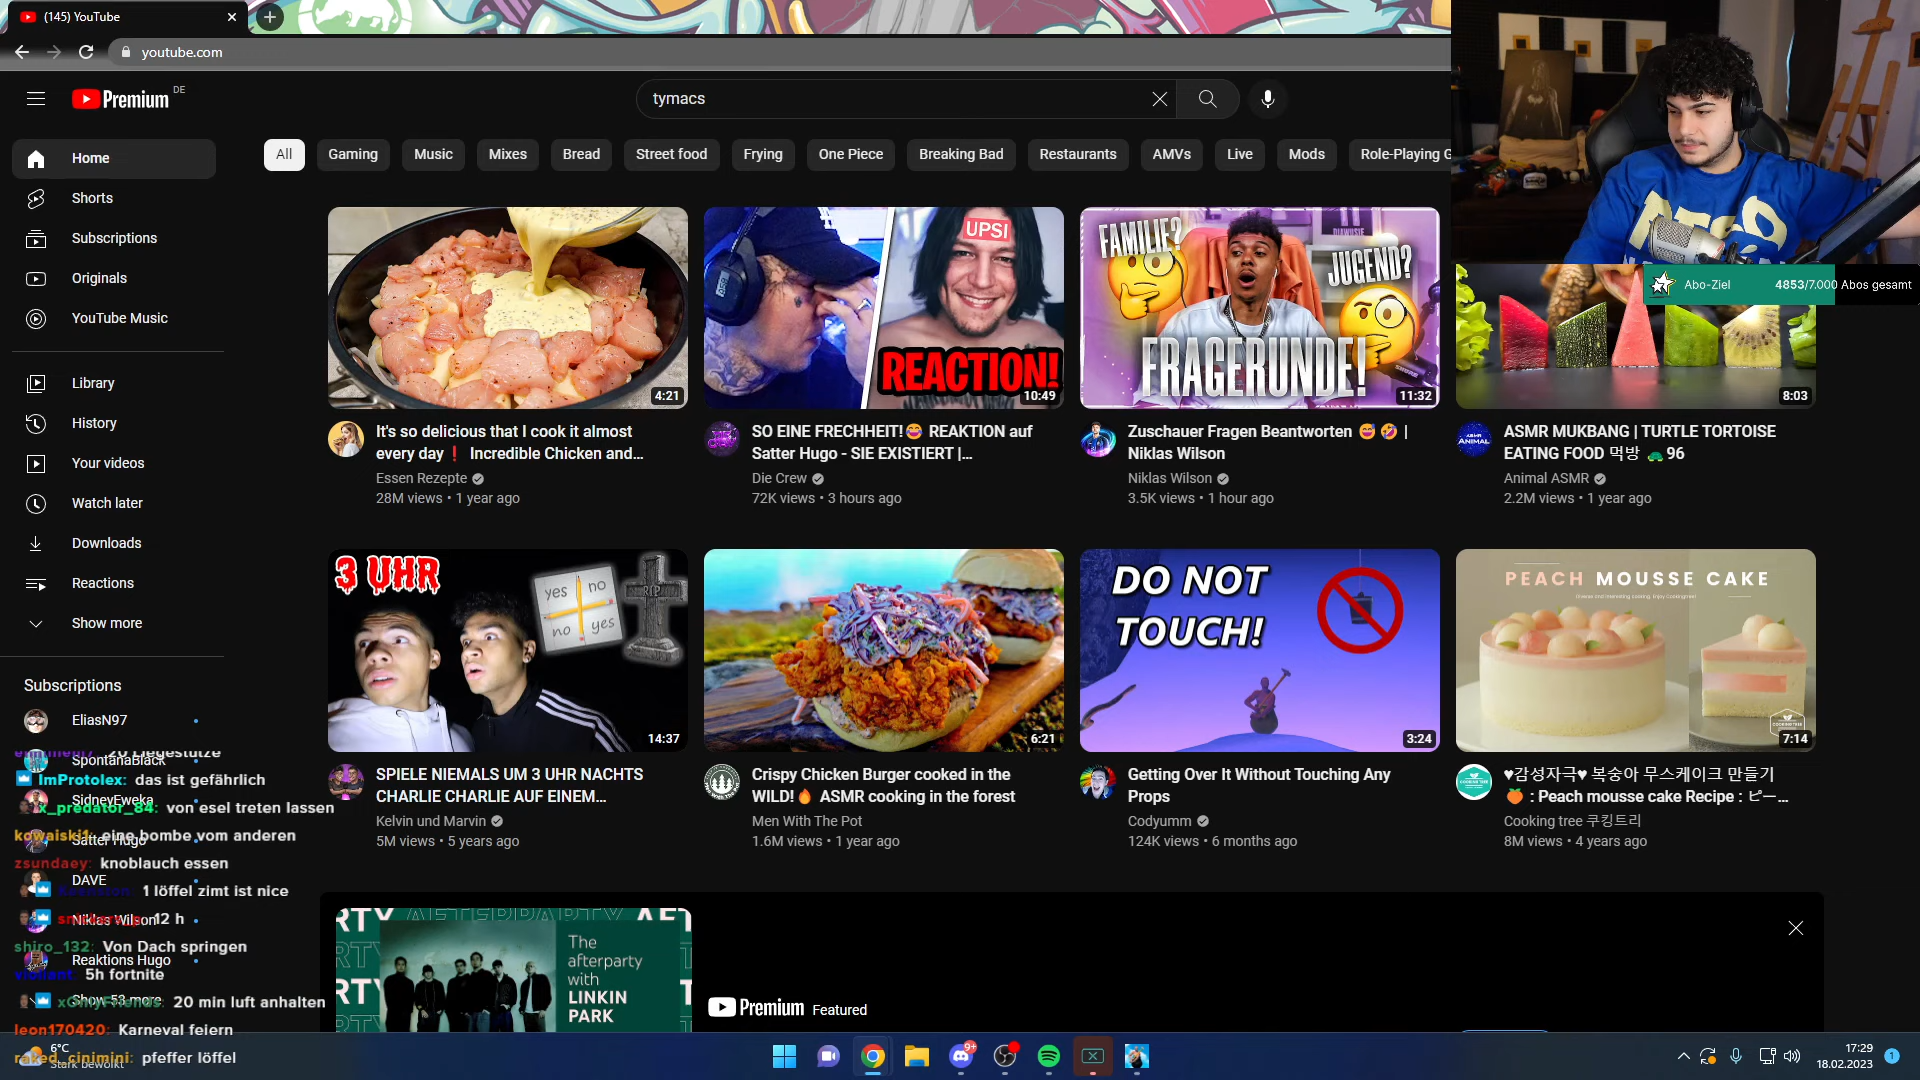 (145) YouTube
youtube.com
Premium DE
tymacs
Home
Shorts
Subscriptions
Originals
YouTube Music
Library
History
Your videos
Watch later
Downloads
Reactions
Show more
Subscriptions
EliasN97
SpontanaBlack
SidneyEweka
Satter Hugo
DAVE
Niklas Wilson
Reaktions Hugo
Show 53 more
20 Liegestütze
ImProtolex: das ist gefährlich
x_predator_84: von esel treten lassen
kowaiski1: eine bombe vom anderen
zsundaey: knoblauch essen
1 löffel zimt ist nice
12 h
shiro_132: Von Dach springen
5h fortnite
20 min luft anhalten
leon170420: Karneval feiern
raked_cinimini: pfeffer löffel
All
Gaming
Music
Mixes
Bread
Street food
Frying
One Piece
Breaking Bad
Restaurants
AMVs
Live
Mods
Role-Playing G
Abo-Ziel 4853/7.000 Abos gesamt
4:21
It's so delicious that I cook it almost
every day❗ Incredible Chicken and...
Essen Rezepte
28M views • 1 year ago
UPSI
REACTION!
10:49
SO EINE FRECHHEIT!😂 REAKTION auf
Satter Hugo - SIE EXISTIERT |...
Die Crew
72K views • 3 hours ago
FAMILIE?
JUGEND?
FRAGERUNDE!
11:32
Zuschauer Fragen Beantworten 😅🤣 |
Niklas Wilson
Niklas Wilson
3.5K views • 1 hour ago
8:03
ASMR MUKBANG | TURTLE TORTOISE
EATING FOOD 먹방 🐢96
Animal ASMR
2.2M views • 1 year ago
3 UHR
yes no
no yes
RIP
14:37
SPIELE NIEMALS UM 3 UHR NACHTS
CHARLIE CHARLIE AUF EINEM...
Kelvin und Marvin
5M views • 5 years ago
6:21
Crispy Chicken Burger cooked in the
WILD!🔥 ASMR cooking in the forest
Men With The Pot
1.6M views • 1 year ago
DO NOT
TOUCH!
3:24
Getting Over It Without Touching Any
Props
Codyumm
124K views • 6 months ago
PEACH MOUSSE CAKE
7:14
♥감성자극♥ 복숭아 무스케이크 만들기
🍑 : Peach mousse cake Recipe : ピー...
Cooking tree 쿠킹트리
8M views • 4 years ago
The
afterparty
with
LINKIN
PARK
Premium Featured
6°C
Stark bewölkt
9+
17:29
18.02.2023
1